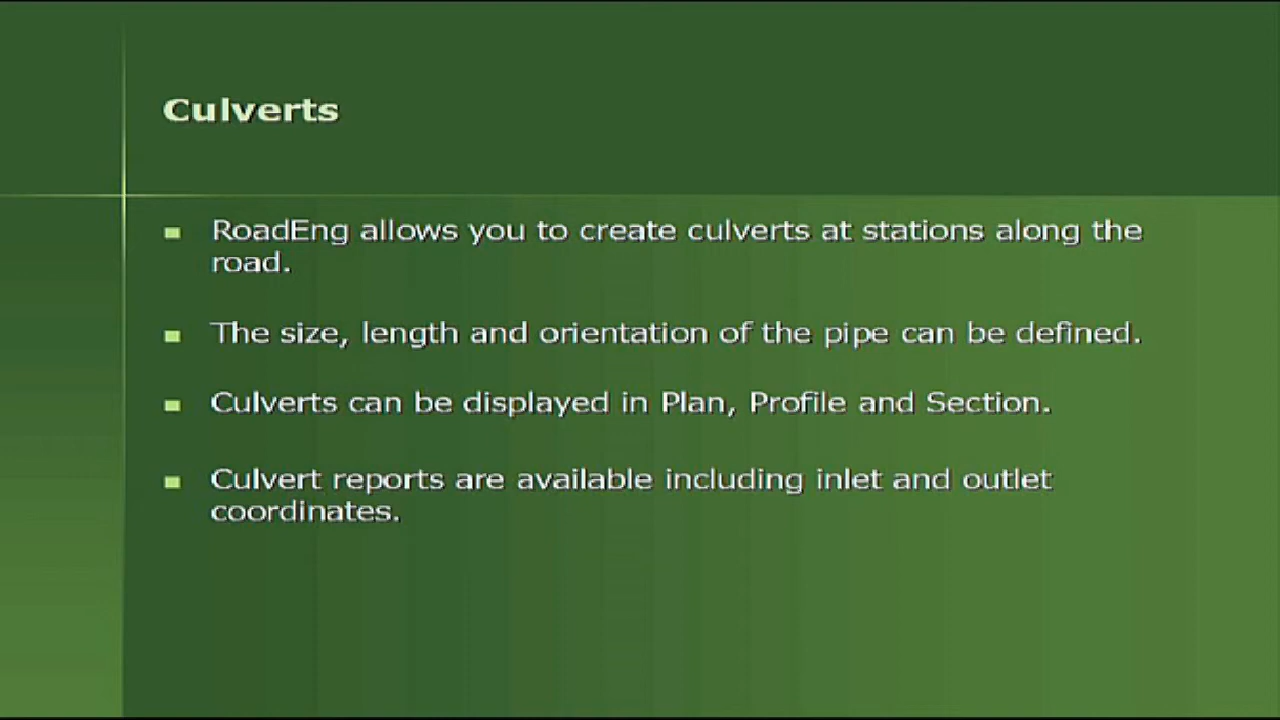 Culverts
RoadEng allows you to create culverts at stations along the
road.
The size, length and orientation of the pipe can be defined.
Culverts can be displayed in Plan, Profile and Section.
Culvert reports are available including inlet and outlet
coordinates.